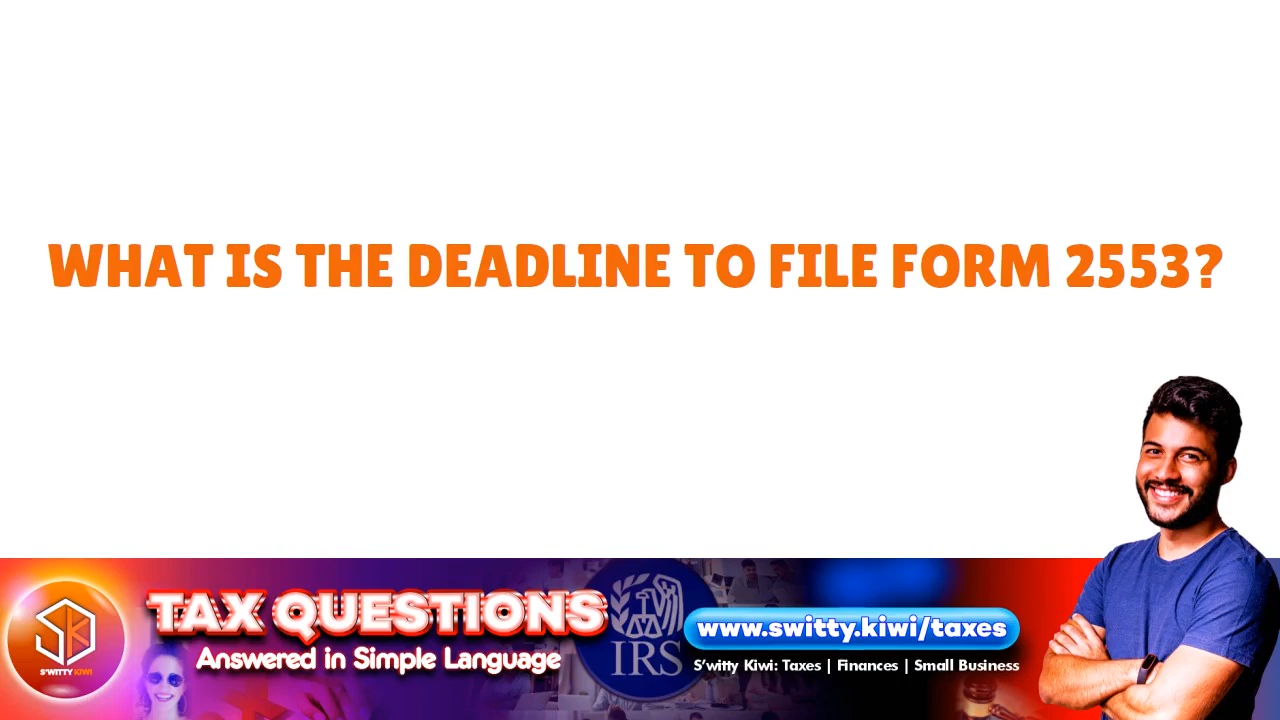 WHAT IS THE DEADLINE TO FILE FORM 2553?
TAX QUESTIONS
Answered in Simple Language
S'WITTY KIWI
IRS
www.switty.kiwi/taxes
S'witty Kiwi: Taxes | Finances | Small Business